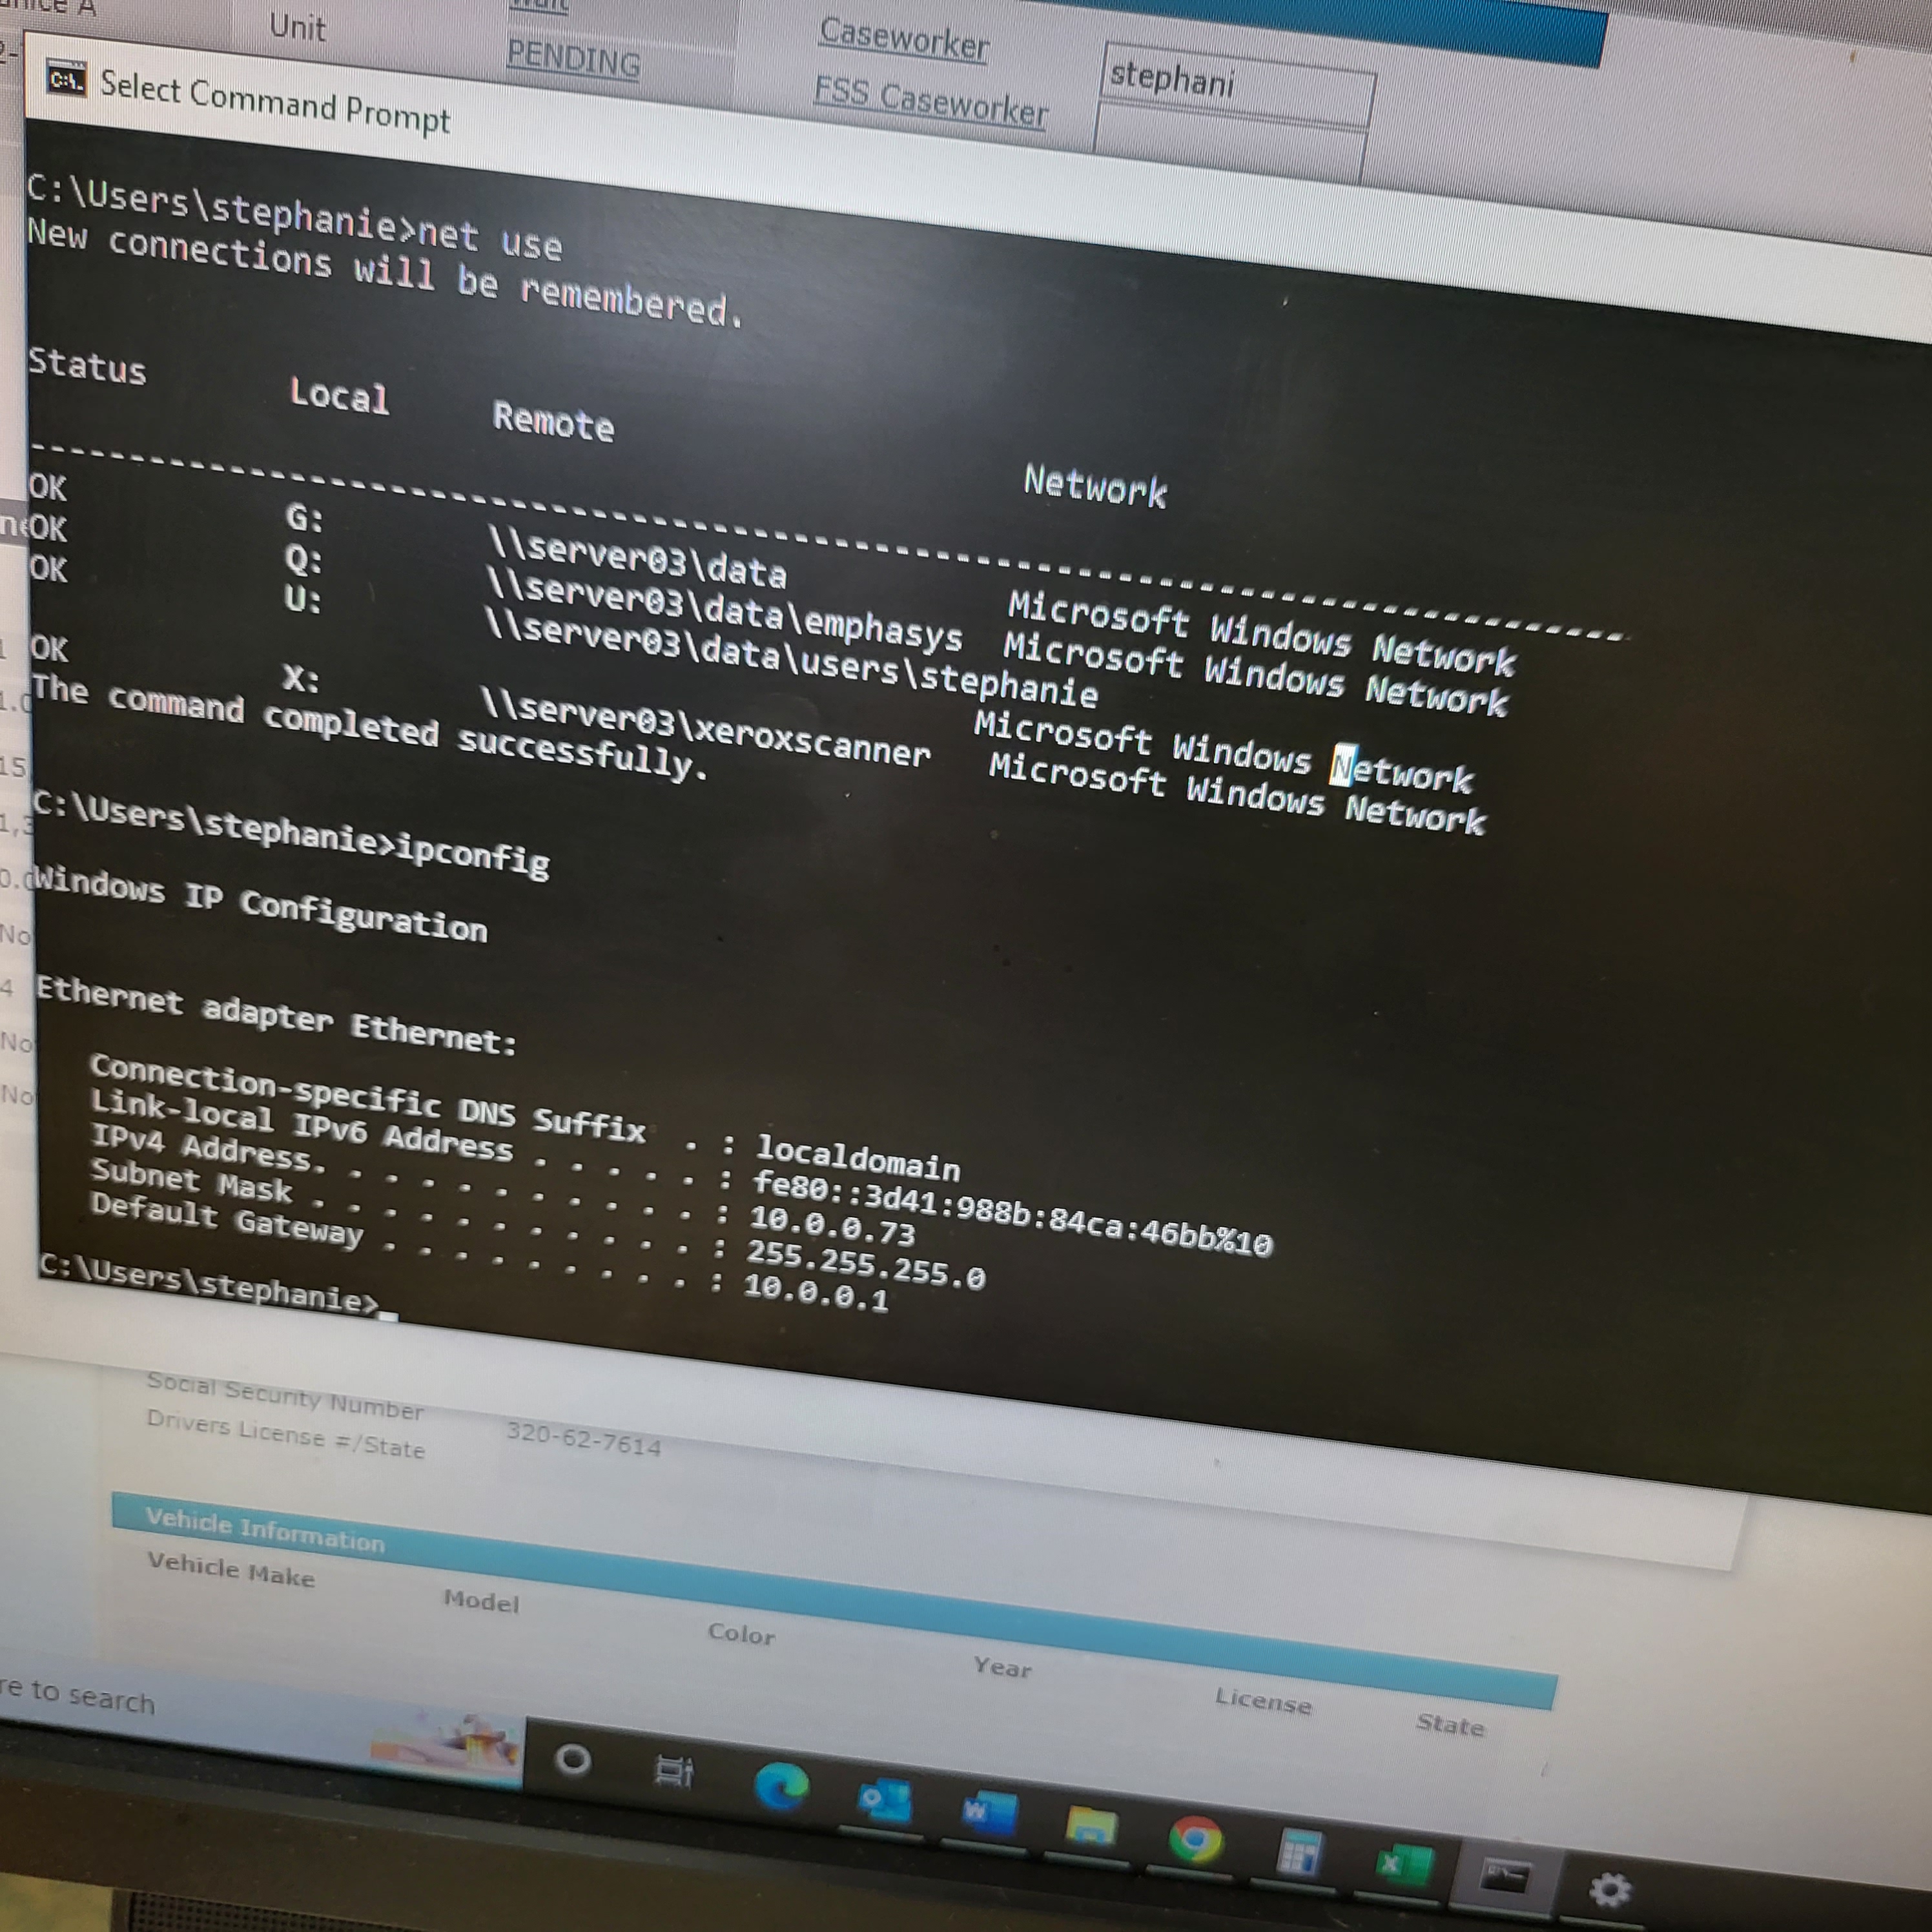 Unit
PENDING
Caseworker
FSS Caseworker
stephani
Select Command Prompt
C:\Users\stephanie>net use
New connections will be remembered.
Status Local Remote Network
-------------------------------------------------------------------------------
OK G: \\server03\data Microsoft Windows Network
OK Q: \\server03\data\emphasys Microsoft Windows Network
OK U: \\server03\data\users\stephanie
Microsoft Windows Network
OK X: \\server03\xeroxscanner Microsoft Windows Network
The command completed successfully.
C:\Users\stephanie>ipconfig
Windows IP Configuration
Ethernet adapter Ethernet:
Connection-specific DNS Suffix . : localdomain
Link-local IPv6 Address . . . . . : fe80::3d41:988b:84ca:46bb%10
IPv4 Address. . . . . . . . . . . : 10.0.0.73
Subnet Mask . . . . . . . . . . . : 255.255.255.0
Default Gateway . . . . . . . . . : 10.0.0.1
C:\Users\stephanie>
Social Security Number 320-62-7614
Drivers License #/State
Vehicle Information
Vehicle Make Model Color Year License State
re to search